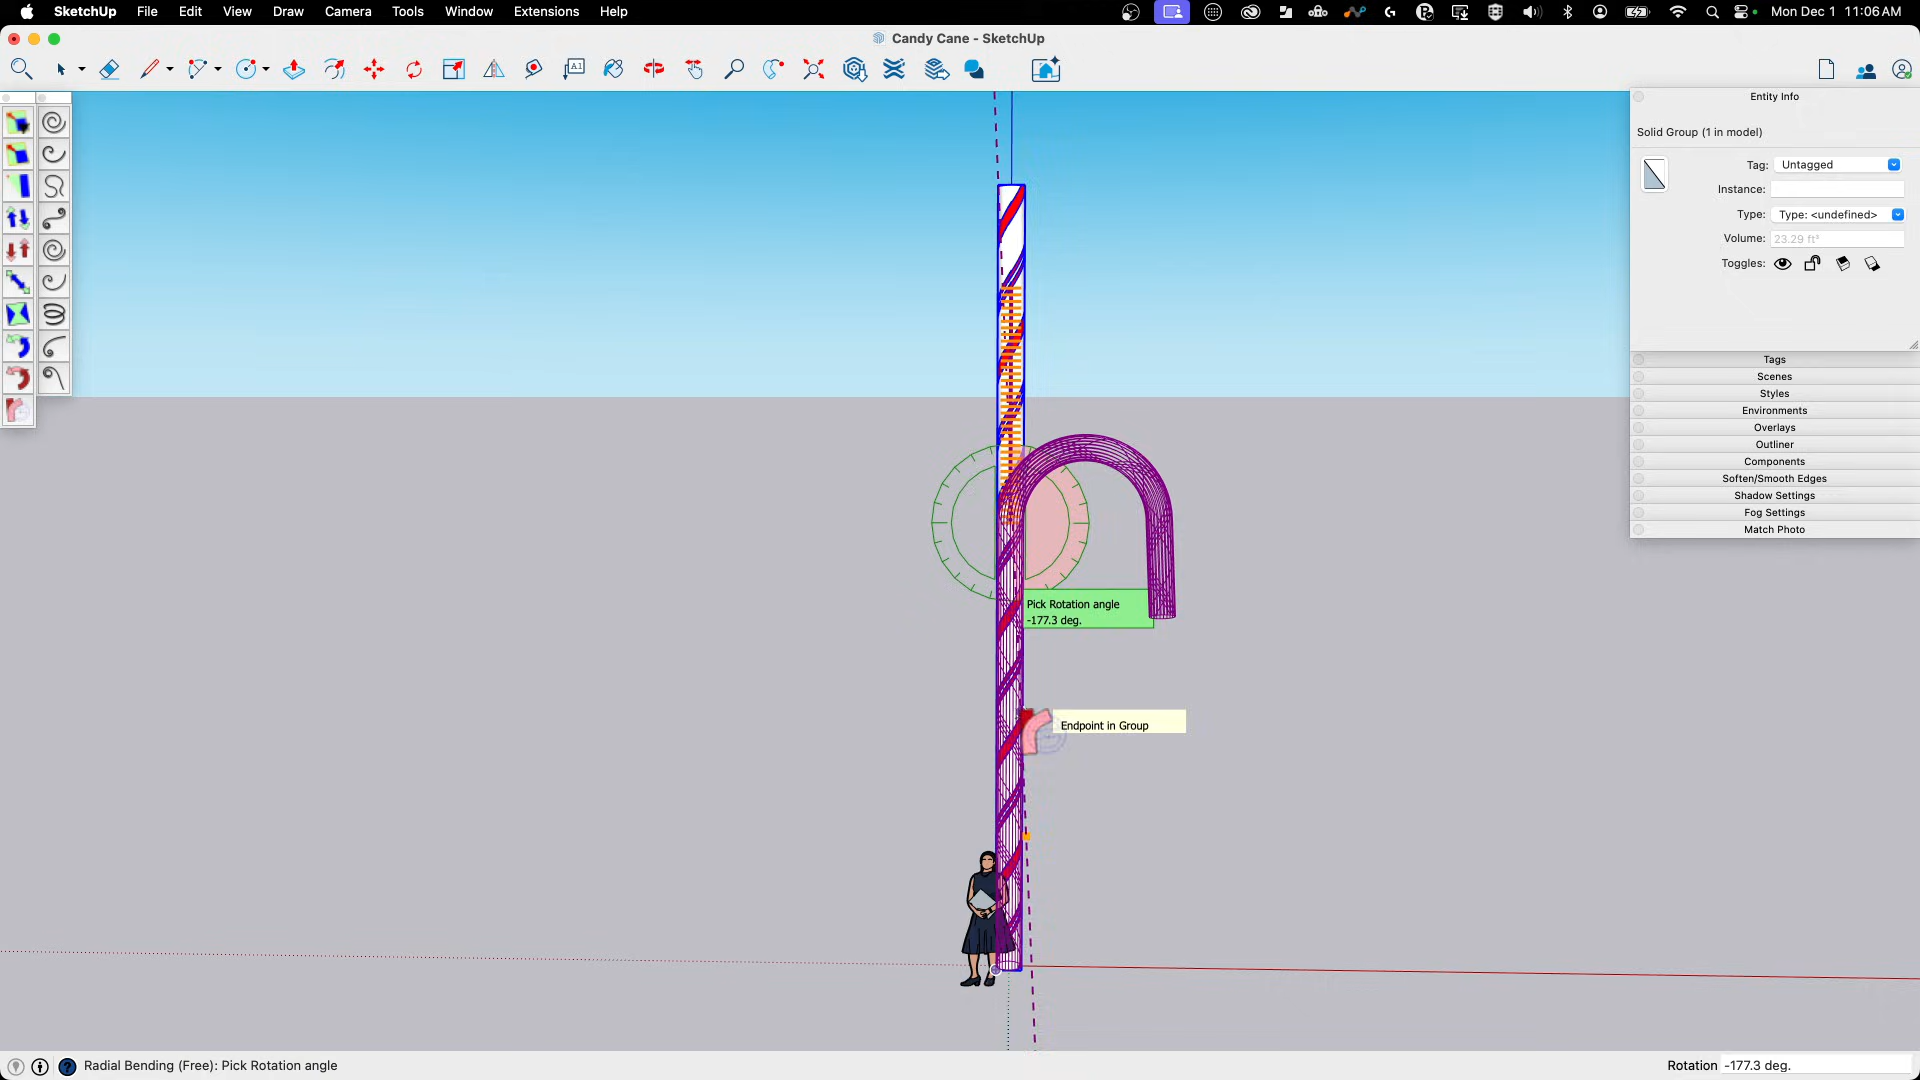 SketchUp File Edit View Draw Camera Tools Window Extensions Help
Mon Dec 1 11:06 AM
Candy Cane - SketchUp
A1
Entity Info
Solid Group (1 in model)
Tag: Untagged
Instance:
Type: Type: <undefined>
Volume: 23.29 ft³
Toggles:
Tags
Scenes
Styles
Environments
Overlays
Outliner
Components
Soften/Smooth Edges
Shadow Settings
Fog Settings
Match Photo
Pick Rotation angle
-177.3 deg.
Endpoint in Group
Radial Bending (Free): Pick Rotation angle
Rotation -177.3 deg.